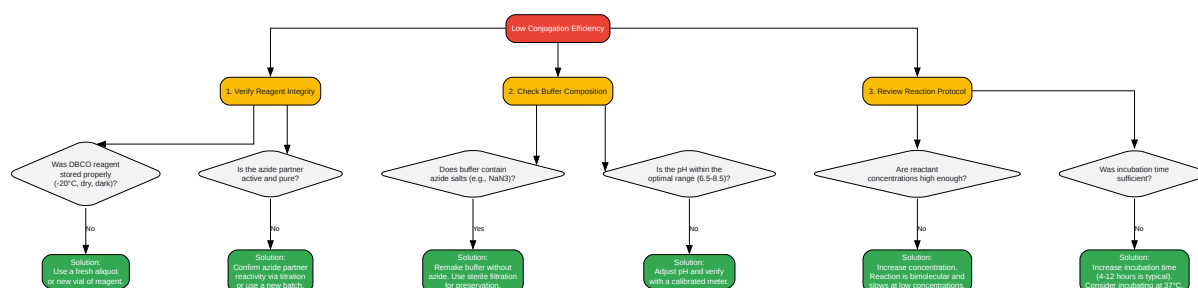 Low Conjugation Efficiency
1. Verify Reagent Integrity
2. Check Buffer Composition
3. Review Reaction Protocol
Was DBCO reagent
stored properly
(-20°C, dry, dark)?
Is the azide partner
active and pure?
Does buffer contain
azide salts (e.g., NaN3)?
Is the pH within the
optimal range (6.5-8.5)?
Are reactant
concentrations high enough?
Was incubation time
sufficient?
No
No
Yes
No
No
No
Solution:
Use a fresh aliquot
or new vial of reagent.
Solution:
Confirm azide partner
reactivity via titration
or use a new batch.
Solution:
Remake buffer without
azide. Use sterile filtration
for preservation.
Solution:
Adjust pH and verify
with a calibrated meter.
Solution:
Increase concentration.
Reaction is bimolecular and
slows at low concentrations.
Solution:
Increase incubation time
(4-12 hours is typical).
Consider incubating at 37°C.